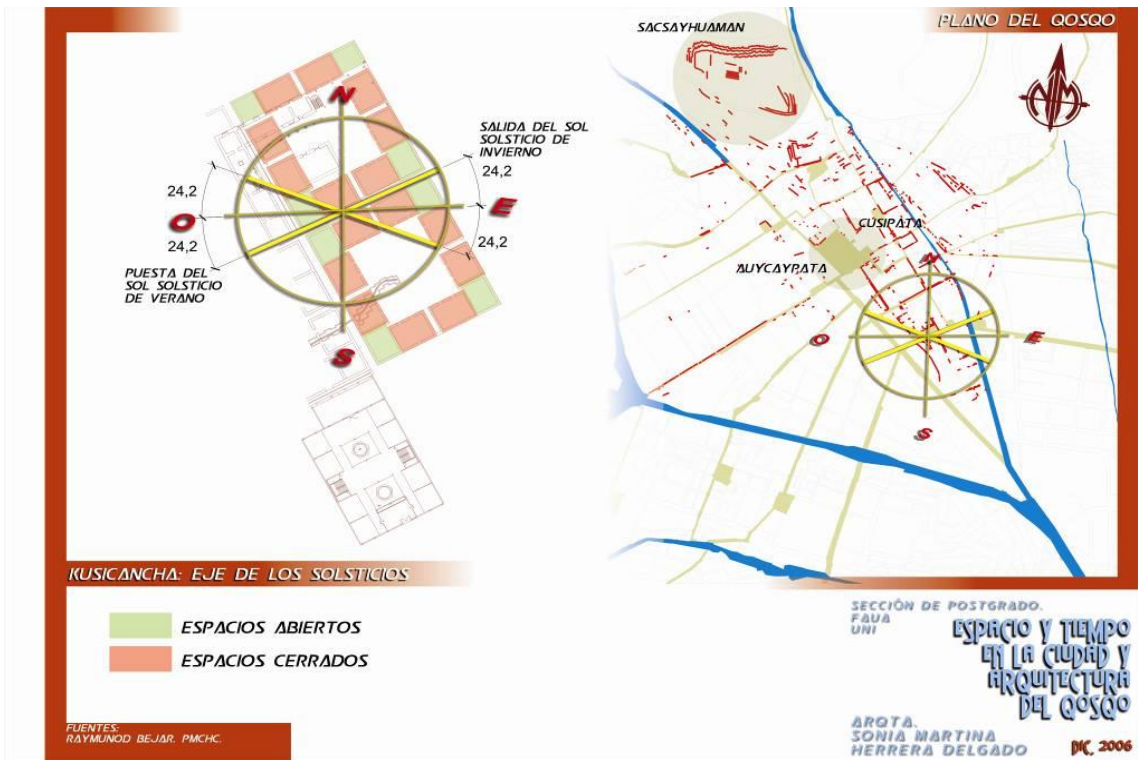 PLANO DEL QOSQO
SACSAYHUAMAN
NM
N
SALIDA DEL SOL
SOLSTICIO DE
INVIERNO
24,2
24,2
O
E
24,2
24,2
PUESTA DEL
SOL SOLSTICIO
DE VERANO
S
CUSIPATA
AUYCAYPATA
N
O
E
S
KUSICANCHA: EJE DE LOS SOLSTICIOS
ESPACIOS ABIERTOS
ESPACIOS CERRADOS
FUENTES:
RAYMUNOD BEJAR. PMCHC.
SECCIÓN DE POSTGRADO.
FAUA
UNI
ESPACIO Y TIEMPO
EN LA CIUDAD Y
ARQUITECTURA
DEL QOSQO
ARQTA.
SONIA MARTINA
HERRERA DELGADO
DIC, 2006